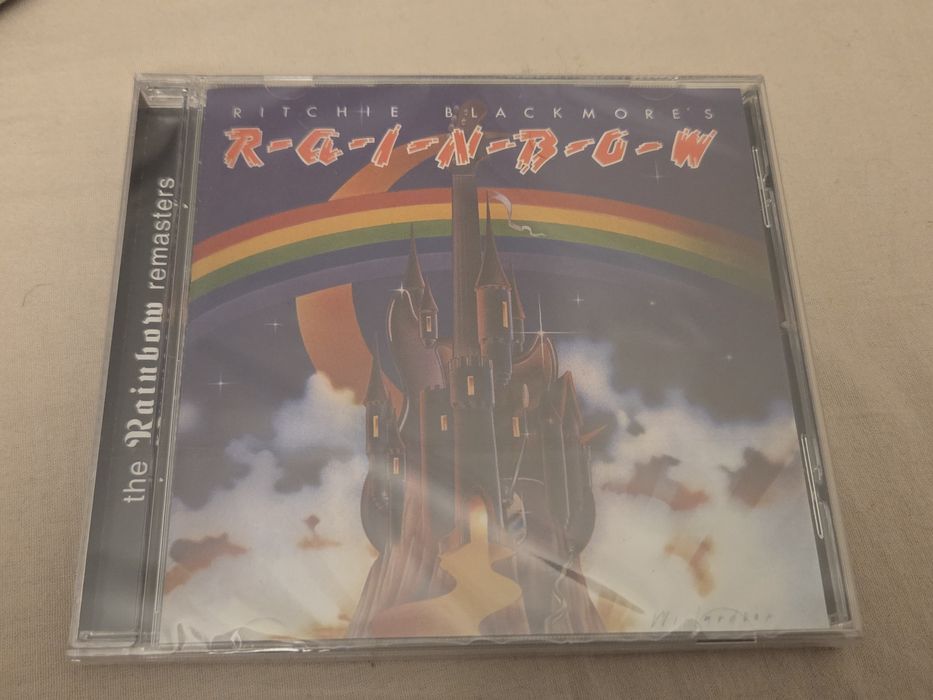 RITCHIE BLACKMORE'S
R-A-I-N-B-O-W
the Rainbow remasters